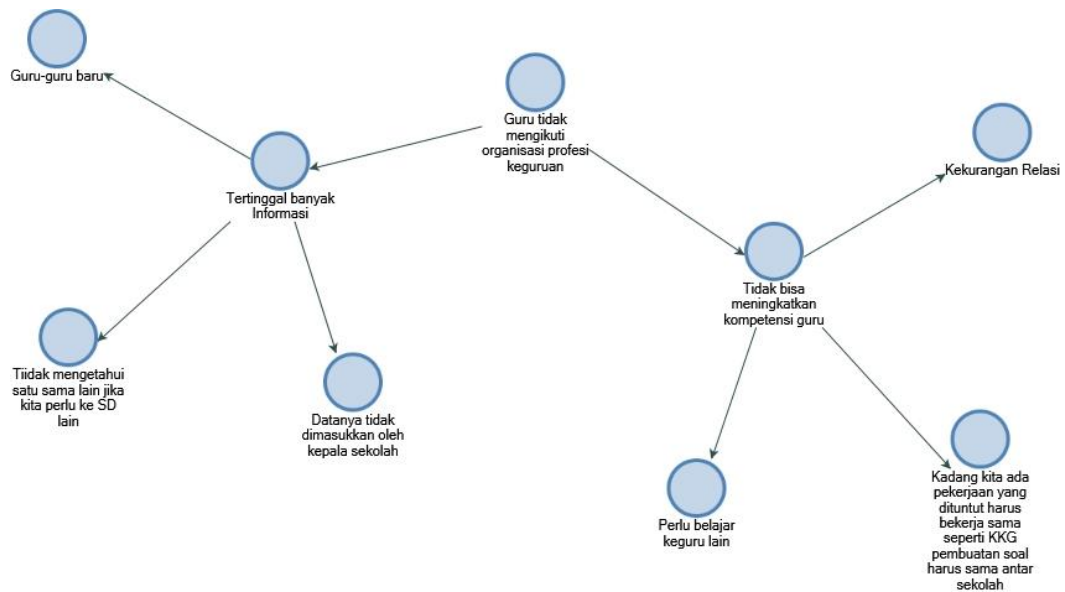 Guru-guru baru
Guru tidak
mengikuti
organisasi profesi
keguruan
Kekurangan Relasi
Tertinggal banyak
Informasi
Tidak bisa
meningkatkan
kompetensi guru
Tiidak mengetahui
satu sama lain jika
kita perlu ke SD
lain
Datanya tidak
dimasukkan oleh
kepala sekolah
Perlu belajar
keguru lain
Kadang kita ada
pekerjaan yang
dituntut harus
bekerja sama
seperti KKG
pembuatan soal
harus sama antar
sekolah